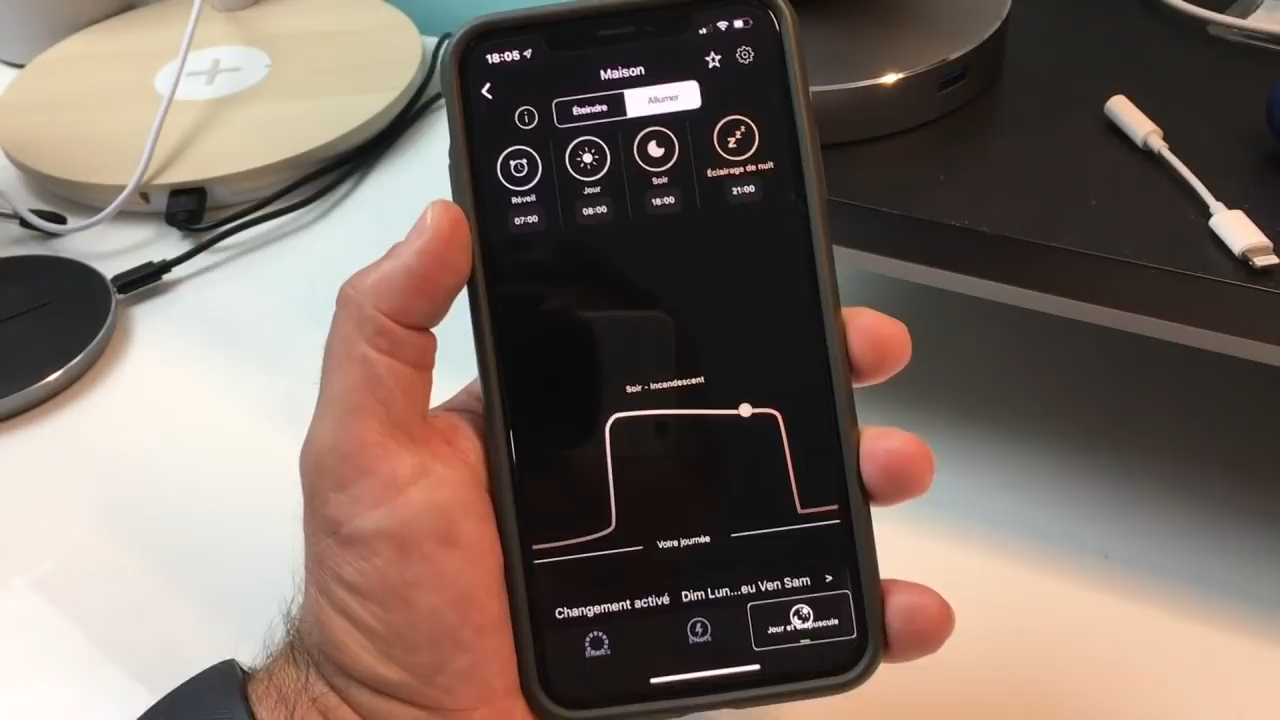 18:05
Maison
Éteindre
Allumer
Réveil
Jour
Soir
Éclairage de nuit
07:00
08:00
18:00
21:00
Soir - Incandescent
Votre journée
Changement activé
Dim Lun...eu Ven Sam >
Jour et